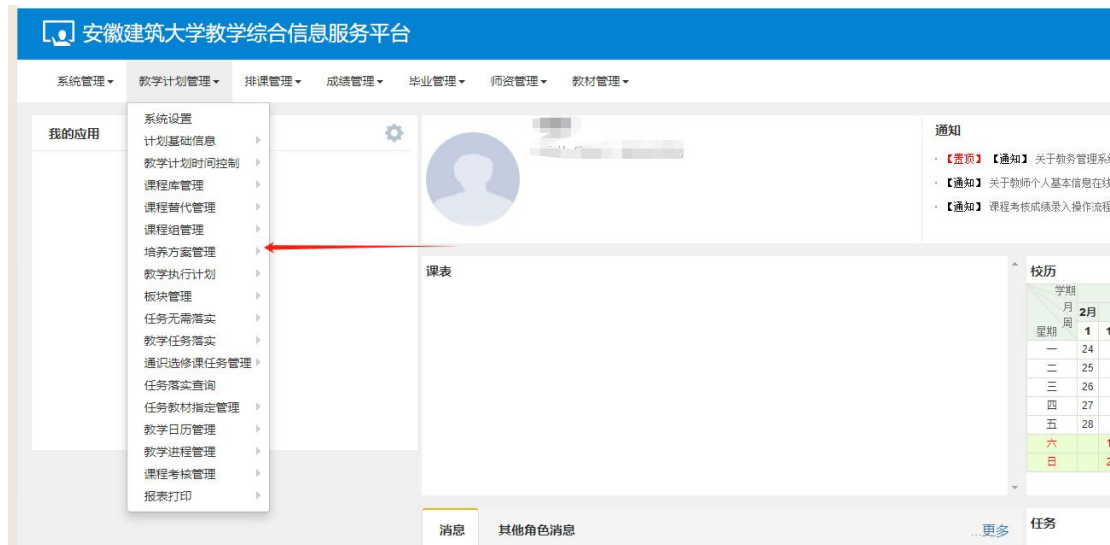 安徽建筑大学教学综合信息服务平台
系统管理 教学计划管理 排课管理 成绩管理 毕业管理 师资管理 教材管理
系统设置
计划基础信息
教学计划时间控制
课程库管理
课程替代管理
课程组管理
培养方案管理
教学执行计划
板块管理
任务无需落实
教学任务落实
通识选修课任务管理
任务落实查询
任务教材指定管理
教学日历管理
教学进程管理
课程考核管理
报表打印
我的应用
通知
【置顶】【通知】关于教务管理系
【通知】关于教师个人基本信息在线
【通知】课程考核成绩录入操作流程
课表
校历
学期
月 2月
周
星期 1 1
一 24
二 25
三 26
四 27
五 28
六 1
日 2
消息 其他角色消息 ...更多
任务